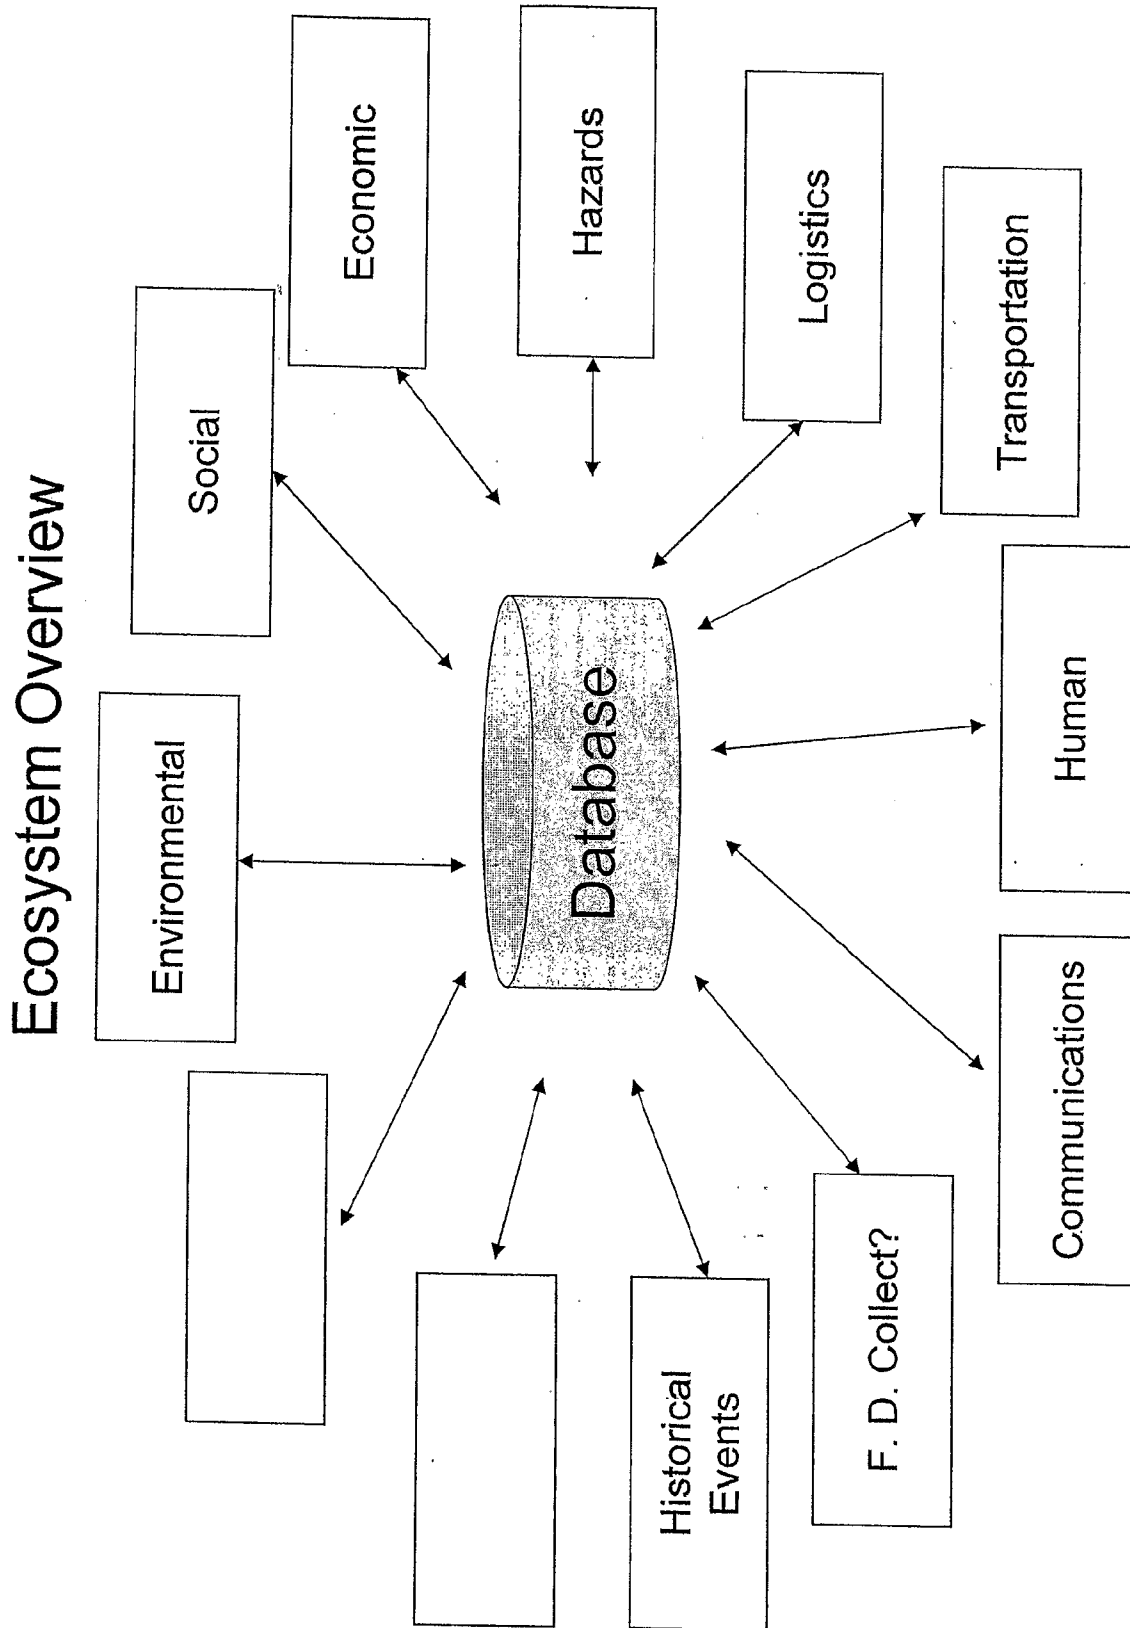 Ecosystem Overview
Environmental
Social
Economic
Hazards
Logistics
Transportation
Human
Communications
F. D. Collect?
Historical
Events
Database